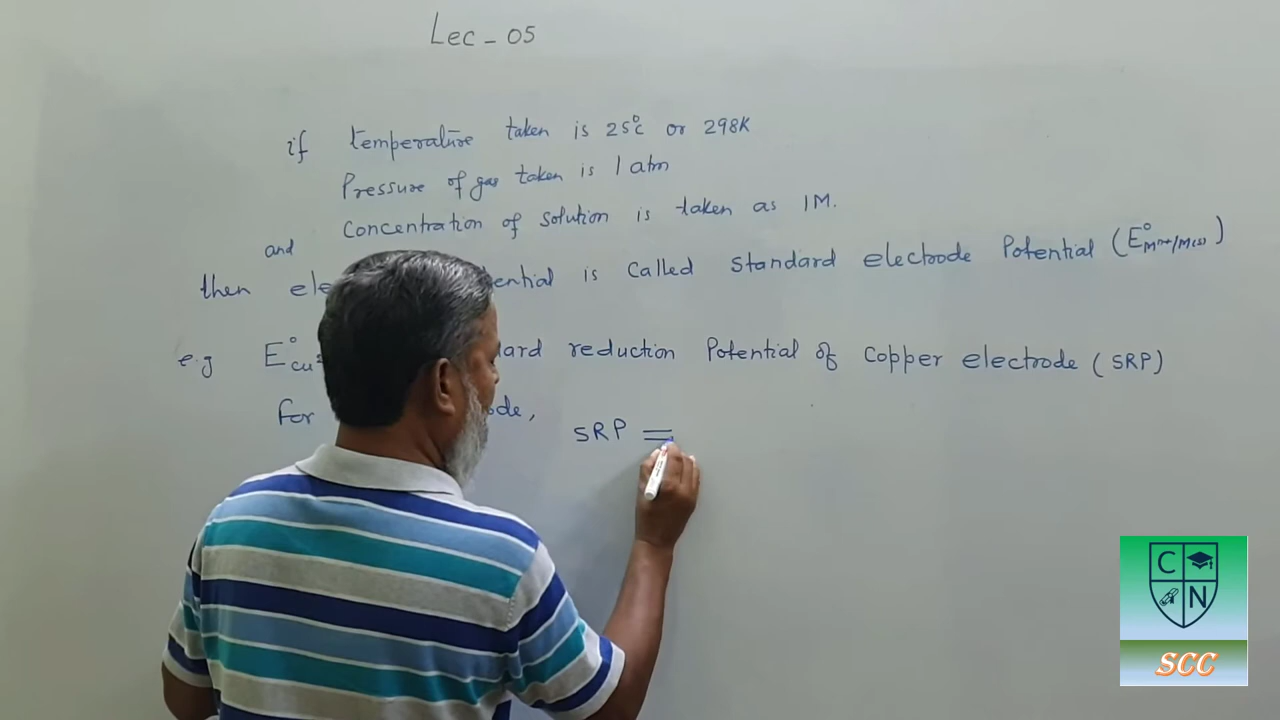 Lec - 05
if temperature taken is 25°C or 298K
Pressure of gas taken is 1 atm
and Concentration of solution is taken as 1M.
then ele ential is called standard electrode Potential (E°Mn+/M(s))
e.g E°cu dard reduction Potential of Copper electrode (SRP)
For ode,
SRP =
C N
SCC